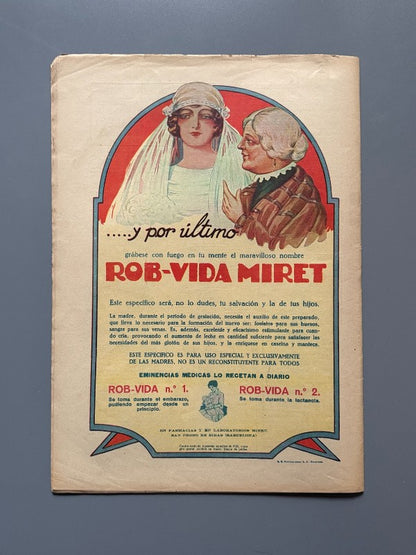 .....y por último
grábese con fuego en tu mente el maravilloso nombre
ROB-VIDA MIRET
Este específico será, no lo dudes, tu salvación y la de tus hijos.
La madre, durante el período de gestación, necesita el auxilio de este preparado,
que lleva lo necesario para la formación del nuevo ser: fosfatos para sus huesos,
sangre para sus venas. Es, además, excelente y eficacísimo estimulante para cuan-
do cría, provocando el aumento de leche en cantidad suficiente para satisfacer las
necesidades del más glotón de sus hijos, y la enriquece en caseína y manteca.
ESTE ESPECÍFICO ES PARA USO ESPECIAL Y EXCLUSIVAMENTE
DE LAS MADRES, NO ES UN RECONSTITUYENTE PARA TODOS
EMINENCIAS MÉDICAS LO RECETAN A DIARIO
ROB-VIDA n.º 1.
Se toma durante el embarazo,
pudiendo empezar desde un
principio.
ROB-VIDA n.º 2.
Se toma durante la lactancia.
EN FARMACIAS Y EN LABORATORIOS MIRET,
SAN PEDRO DE RIBAS (BARCELONA)